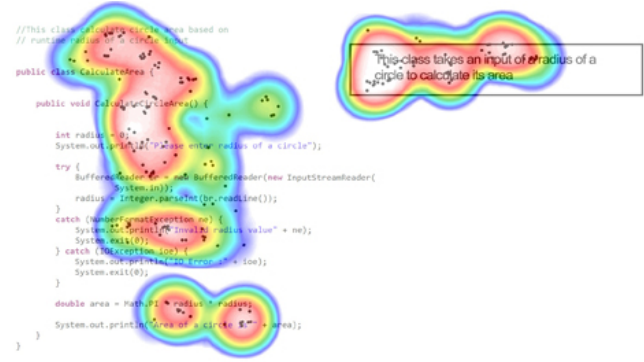 //This class calculate circle area based on
// runtime radius of a circle input
public class CalculateArea {
public void CalculateCircleArea() {
int radius = 0;
System.out.println("Please enter radius of a circle");
try {
BufferedReader br = new BufferedReader(new InputStreamReader(
System.in));
radius = Integer.parseInt(br.readLine());
}
catch (NumberFormatException ne) {
System.out.println("Invalid radius value" + ne);
System.exit(0);
} catch (IOException ioe) {
System.out.println("IO Error :" + ioe);
System.exit(0);
}
double area = Math.PI * radius * radius;
System.out.println("Area of a circle + area);
}
}
This class takes an input of a radius of a
circle to calculate its area